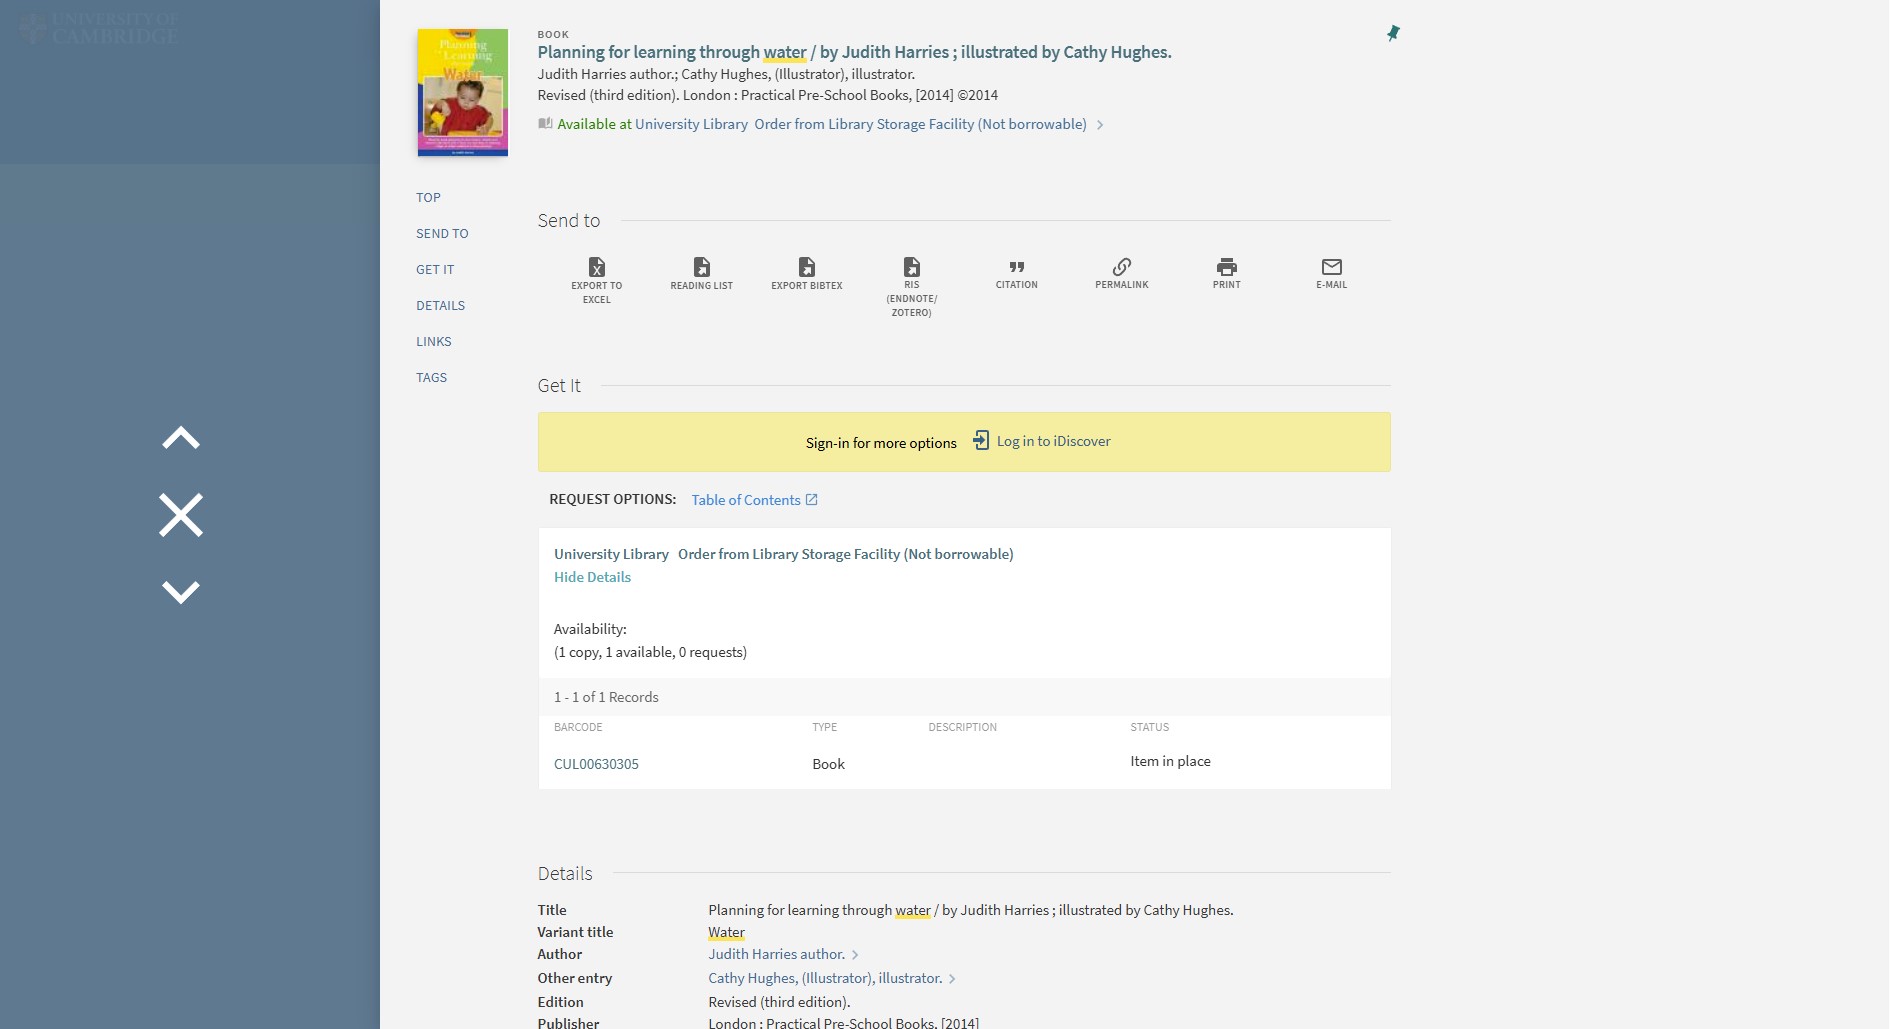 UNIVERSITY OF
CAMBRIDGE
Planning
Learning
Water
BOOK
Planning for learning through water / by Judith Harries ; illustrated by Cathy Hughes.
Judith Harries author.; Cathy Hughes, (Illustrator), illustrator.
Revised (third edition). London : Practical Pre-School Books, [2014] ©2014
Available at University Library Order from Library Storage Facility (Not borrowable)
TOP
SEND TO
GET IT
DETAILS
LINKS
TAGS
Send to
EXPORT TO EXCEL
READING LIST
EXPORT BIBTEX
RIS (ENDNOTE/ZOTERO)
CITATION
PERMALINK
PRINT
E-MAIL
Get It
Sign-in for more options Log in to iDiscover
REQUEST OPTIONS: Table of Contents
University Library Order from Library Storage Facility (Not borrowable)
Hide Details
Availability:
(1 copy, 1 available, 0 requests)
1 - 1 of 1 Records
BARCODE TYPE DESCRIPTION STATUS
CUL00630305 Book Item in place
Details
Title Planning for learning through water / by Judith Harries ; illustrated by Cathy Hughes.
Variant title Water
Author Judith Harries author.
Other entry Cathy Hughes, (Illustrator), illustrator.
Edition Revised (third edition).
Publisher London : Practical Pre-School Books, [2014]